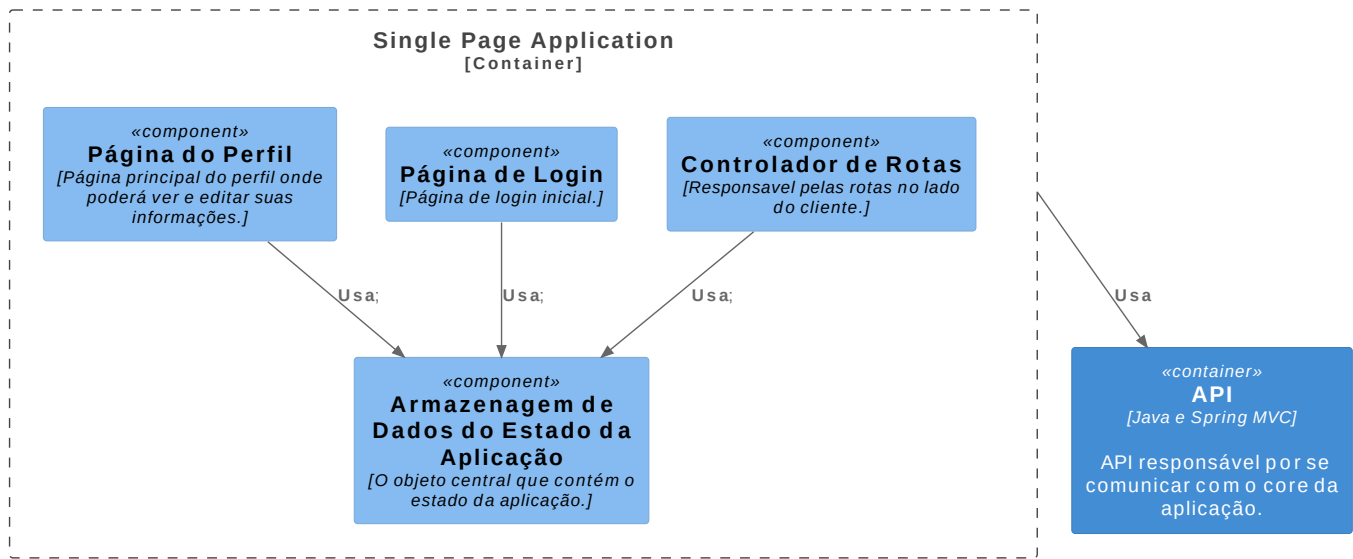 Single Page Application
[Container]
«component»
Página do Perfil
[Página principal do perfil onde
poderá ver e editar suas
informações.]
«component»
Página de Login
[Página de login inicial.]
«component»
Controlador de Rotas
[Responsavel pelas rotas no lado
do cliente.]
Usa;
Usa;
Usa;
Usa
«component»
Armazenagem de
Dados do Estado da
Aplicação
[O objeto central que contém o
estado da aplicação.]
«container»
API
[Java e Spring MVC]
API responsável por se
comunicar com o core da
aplicação.